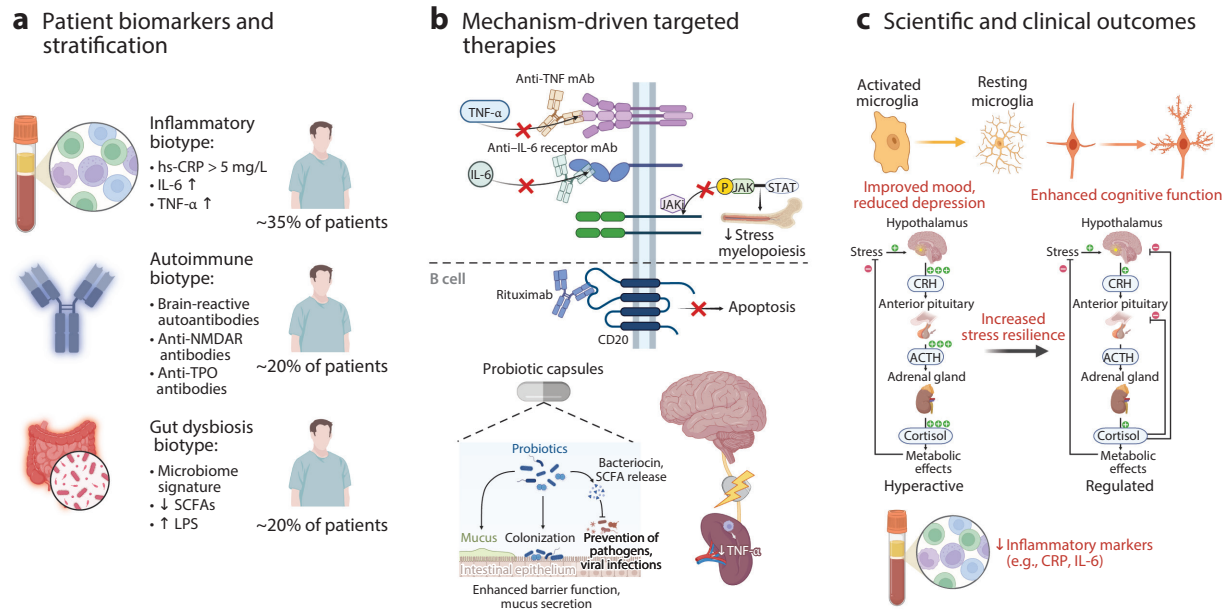 a Patient biomarkers and
stratification
Inflammatory
biotype:
• hs-CRP > 5 mg/L
• IL-6 ↑
• TNF-α ↑
~35% of patients
Autoimmune
biotype:
• Brain-reactive
autoantibodies
• Anti-NMDAR
antibodies
• Anti-TPO
antibodies
~20% of patients
Gut dysbiosis
biotype:
• Microbiome
signature
• ↓ SCFAs
• ↑ LPS
~20% of patients
b Mechanism-driven targeted
therapies
Anti-TNF mAb
TNF-α
Anti–IL-6 receptor mAb
IL-6
P JAK STAT
JAKi
↓ Stress
myelopoiesis
B cell
Rituximab
Apoptosis
CD20
Probiotic capsules
Probiotics
Bacteriocin,
SCFA release
Mucus
Colonization
Prevention of
pathogens,
viral infections
Intestinal epithelium
Enhanced barrier function,
mucus secretion
↓ TNF-α
c Scientific and clinical outcomes
Activated
microglia
Resting
microglia
Improved mood,
reduced depression
Enhanced cognitive function
Hypothalamus
Stress
+
−
+++
CRH
Anterior pituitary
+++
ACTH
Adrenal gland
+++
Cortisol
Metabolic
effects
Hyperactive
Increased
stress resilience
Hypothalamus
Stress
+
−
−
+
CRH
Anterior pituitary
−
+
ACTH
Adrenal gland
+
Cortisol
Metabolic
effects
Regulated
↓ Inflammatory markers
(e.g., CRP, IL-6)